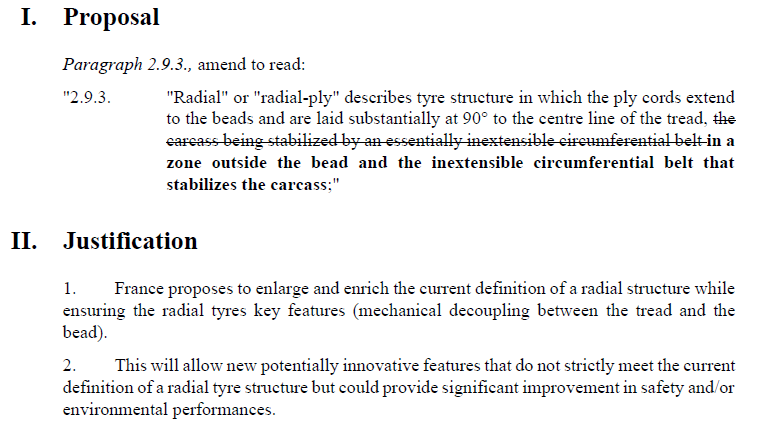 I. Proposal
Paragraph 2.9.3., amend to read:
"2.9.3. "Radial" or "radial-ply" describes tyre structure in which the ply cords extend
to the beads and are laid substantially at 90° to the centre line of the tread, the
carcass being stabilized by an essentially inextensible circumferential belt in a
zone outside the bead and the inextensible circumferential belt that
stabilizes the carcass;"
II. Justification
1. France proposes to enlarge and enrich the current definition of a radial structure while
ensuring the radial tyres key features (mechanical decoupling between the tread and the
bead).
2. This will allow new potentially innovative features that do not strictly meet the current
definition of a radial tyre structure but could provide significant improvement in safety and/or
environmental performances.